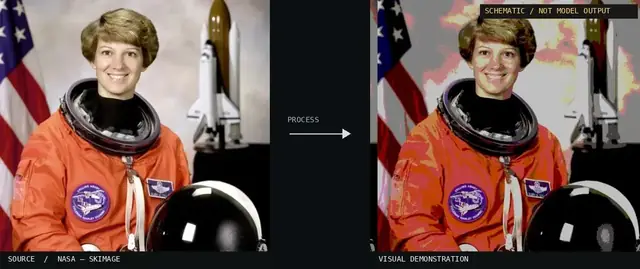 SCHEMATIC / NOT MODEL OUTPUT
PROCESS
SOURCE / NASA — SKIMAGE
VISUAL DEMONSTRATION